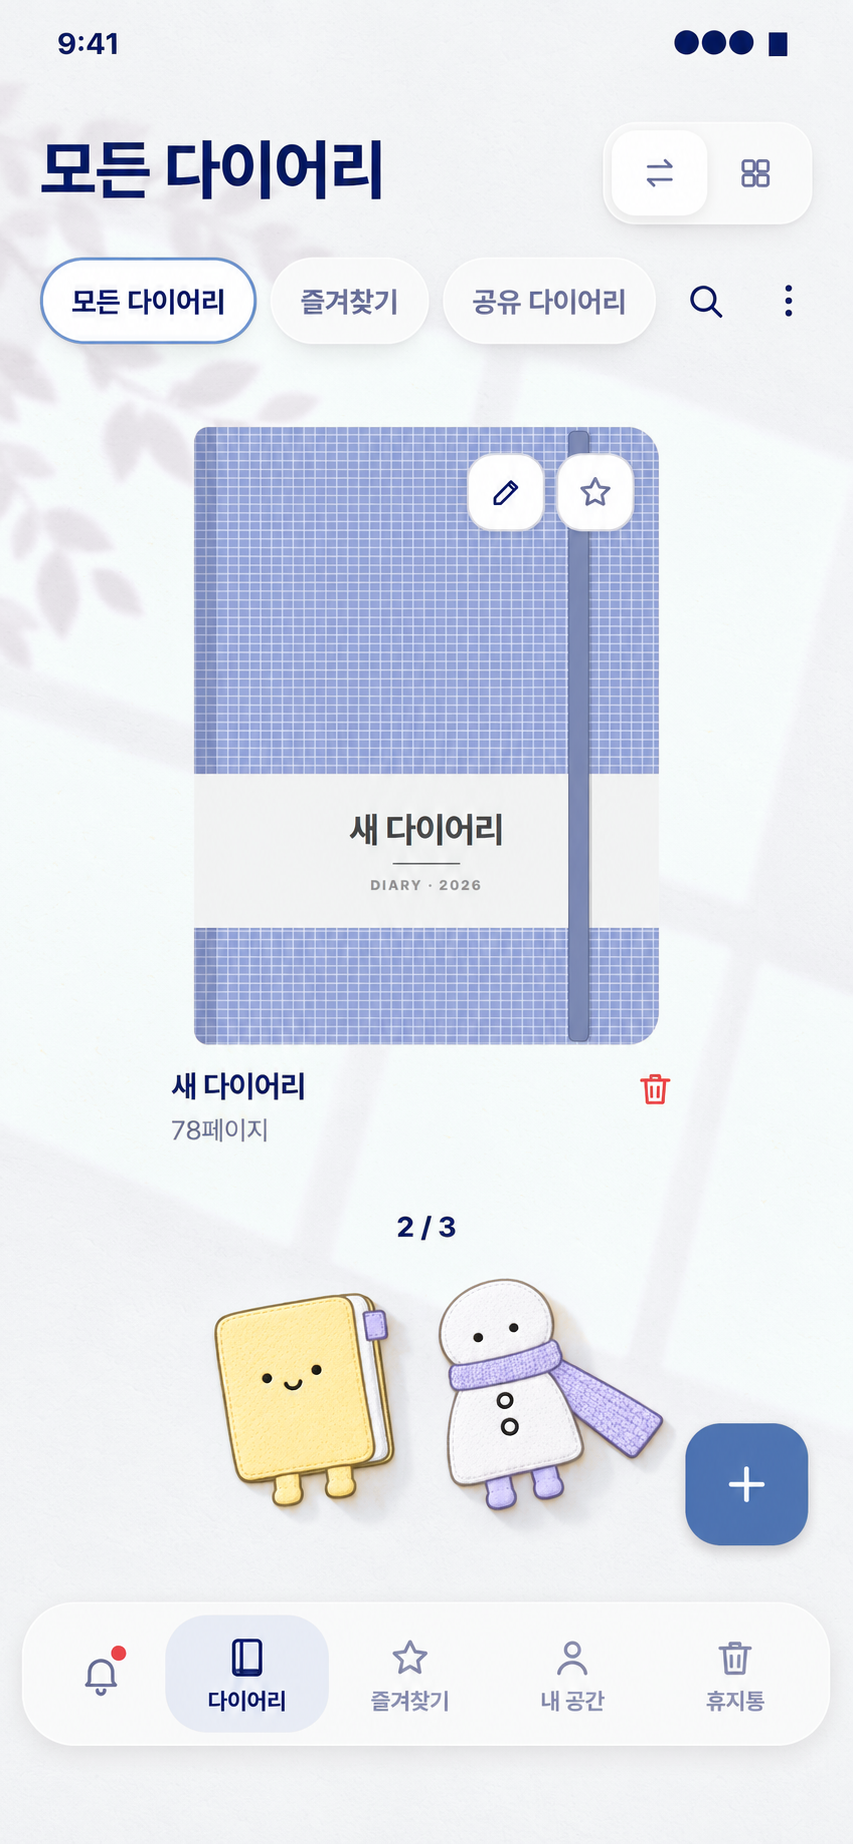 9:41
모든 다이어리
모든 다이어리 즐겨찾기 공유 다이어리
새 다이어리
DIARY · 2026
새 다이어리
78페이지
2 / 3
다이어리 즐겨찾기 내 공간 휴지통